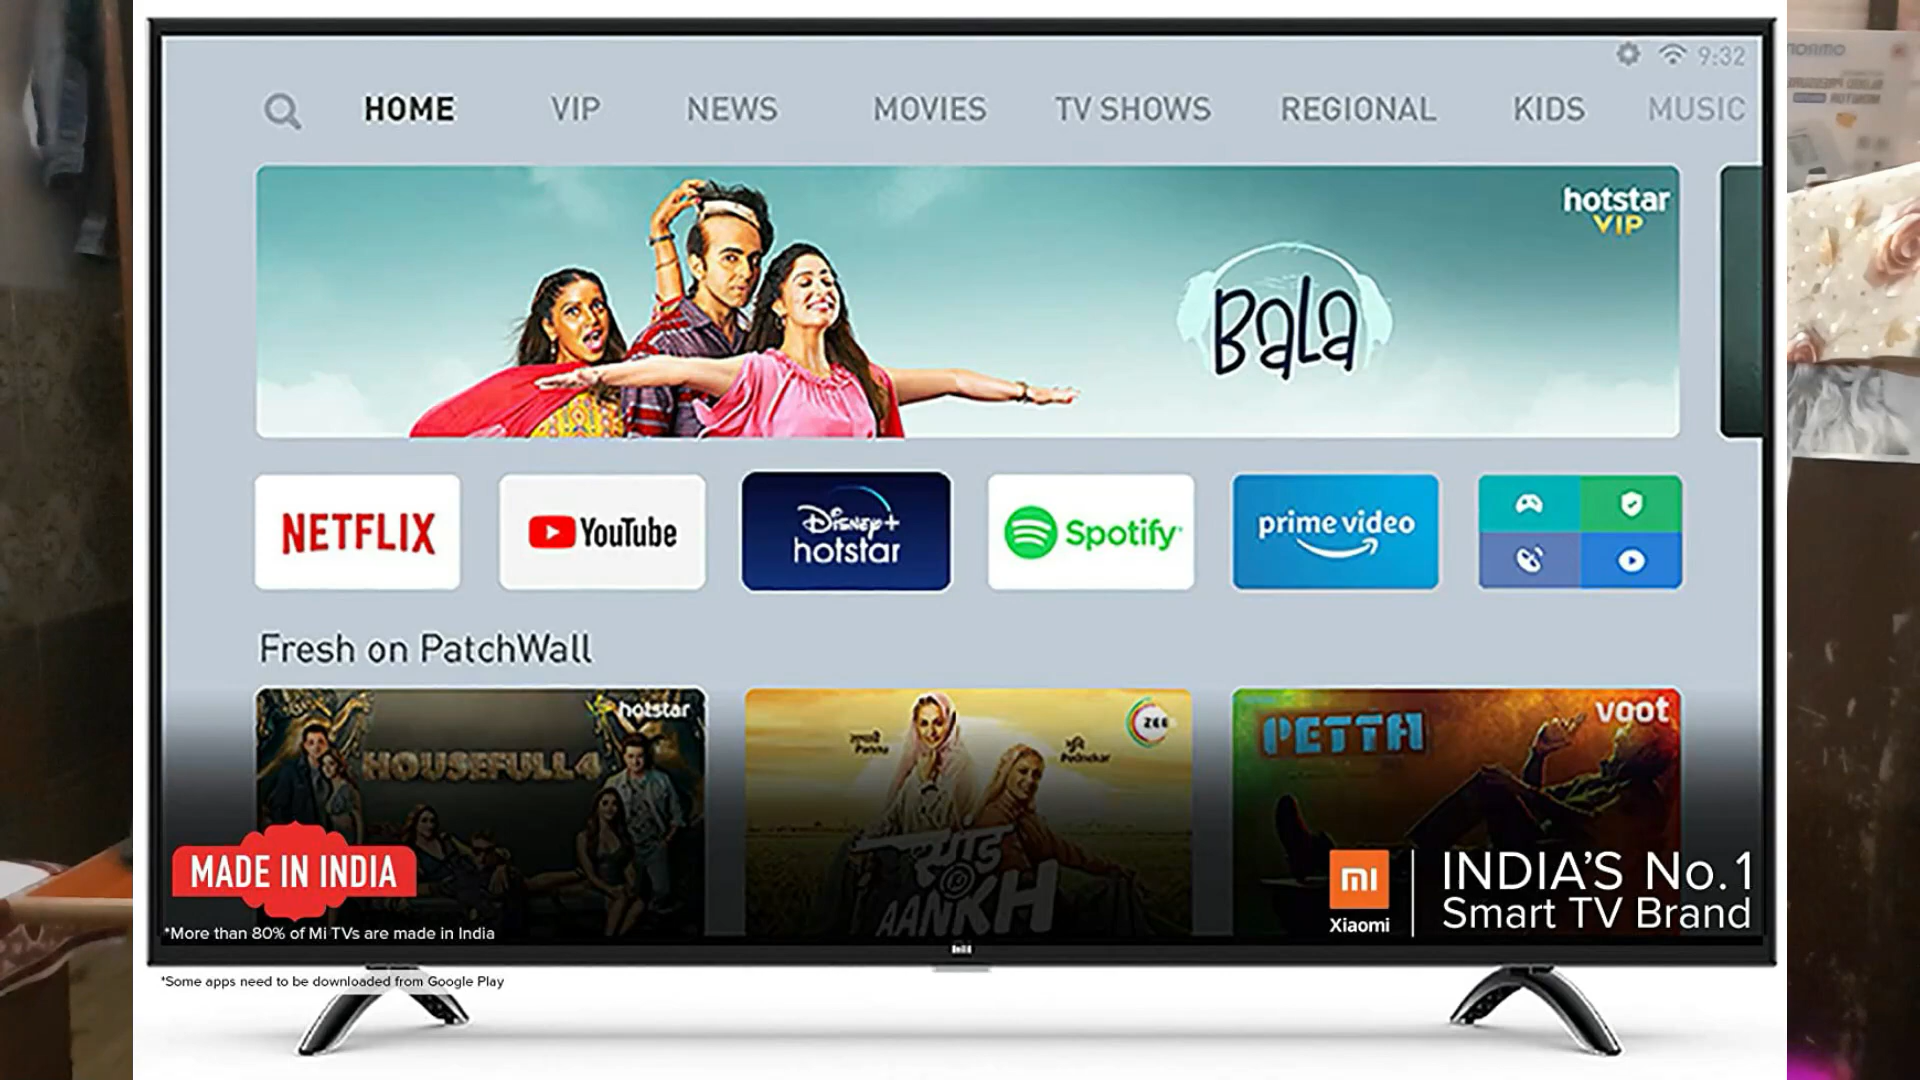 9:32
HOME VIP NEWS MOVIES TV SHOWS REGIONAL KIDS MUSIC
hotstar
VIP
Bala
NETFLIX YouTube Disney+ hotstar Spotify prime video
Fresh on PatchWall
hotstar
HOUSEFULL4
ZEE
Pannu
Pednekar
सांड की
AANKH
PETTA
voot
MADE IN INDIA
*More than 80% of Mi TVs are made in India
mi
Xiaomi
INDIA'S No.1
Smart TV Brand
*Some apps need to be downloaded from Google Play